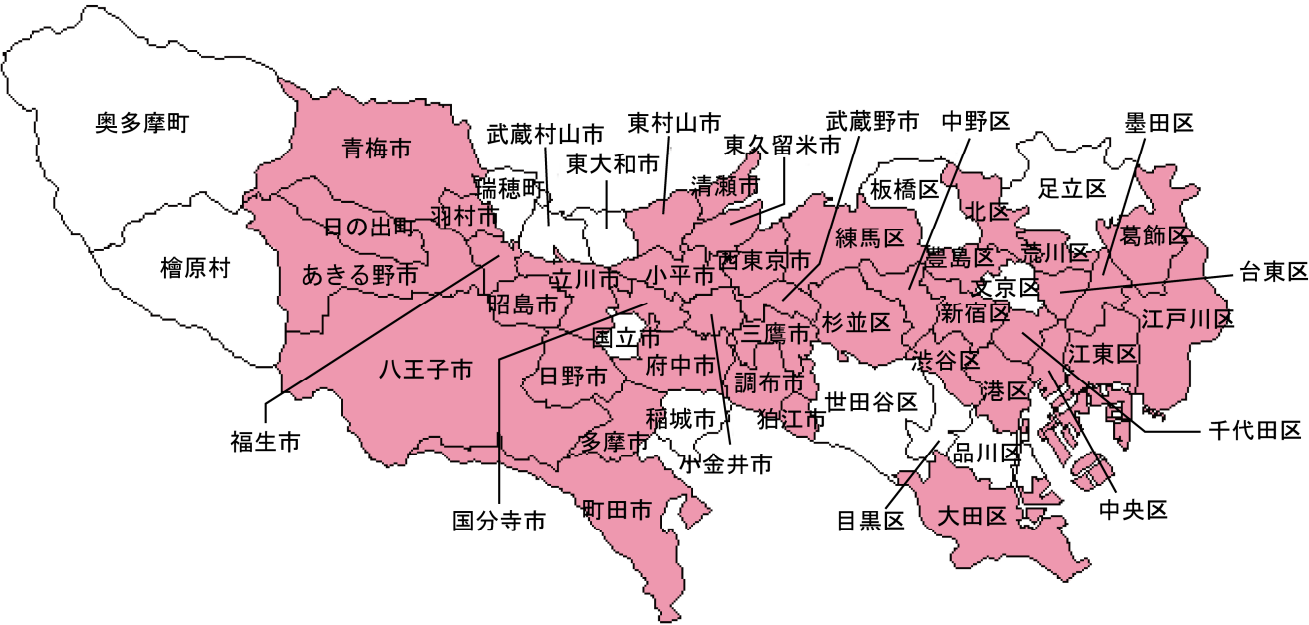 奥多摩町
青梅市
武蔵村山市
東村山市
武蔵野市
中野区
墨田区
東久留米市
東大和市
瑞穂町
清瀬市
板橋区
足立区
羽村市
北区
日の出町
練馬区
葛飾区
檜原村
あきる野市
立川市
小平市
西東京市
豊島区
荒川区
台東区
文京区
昭島市
新宿区
江戸川区
国立市
三鷹市
杉並区
八王子市
日野市
府中市
調布市
渋谷区
港区
江東区
福生市
多摩市
稲城市
狛江市
世田谷区
千代田区
品川区
小金井市
国分寺市
町田市
目黒区
大田区
中央区